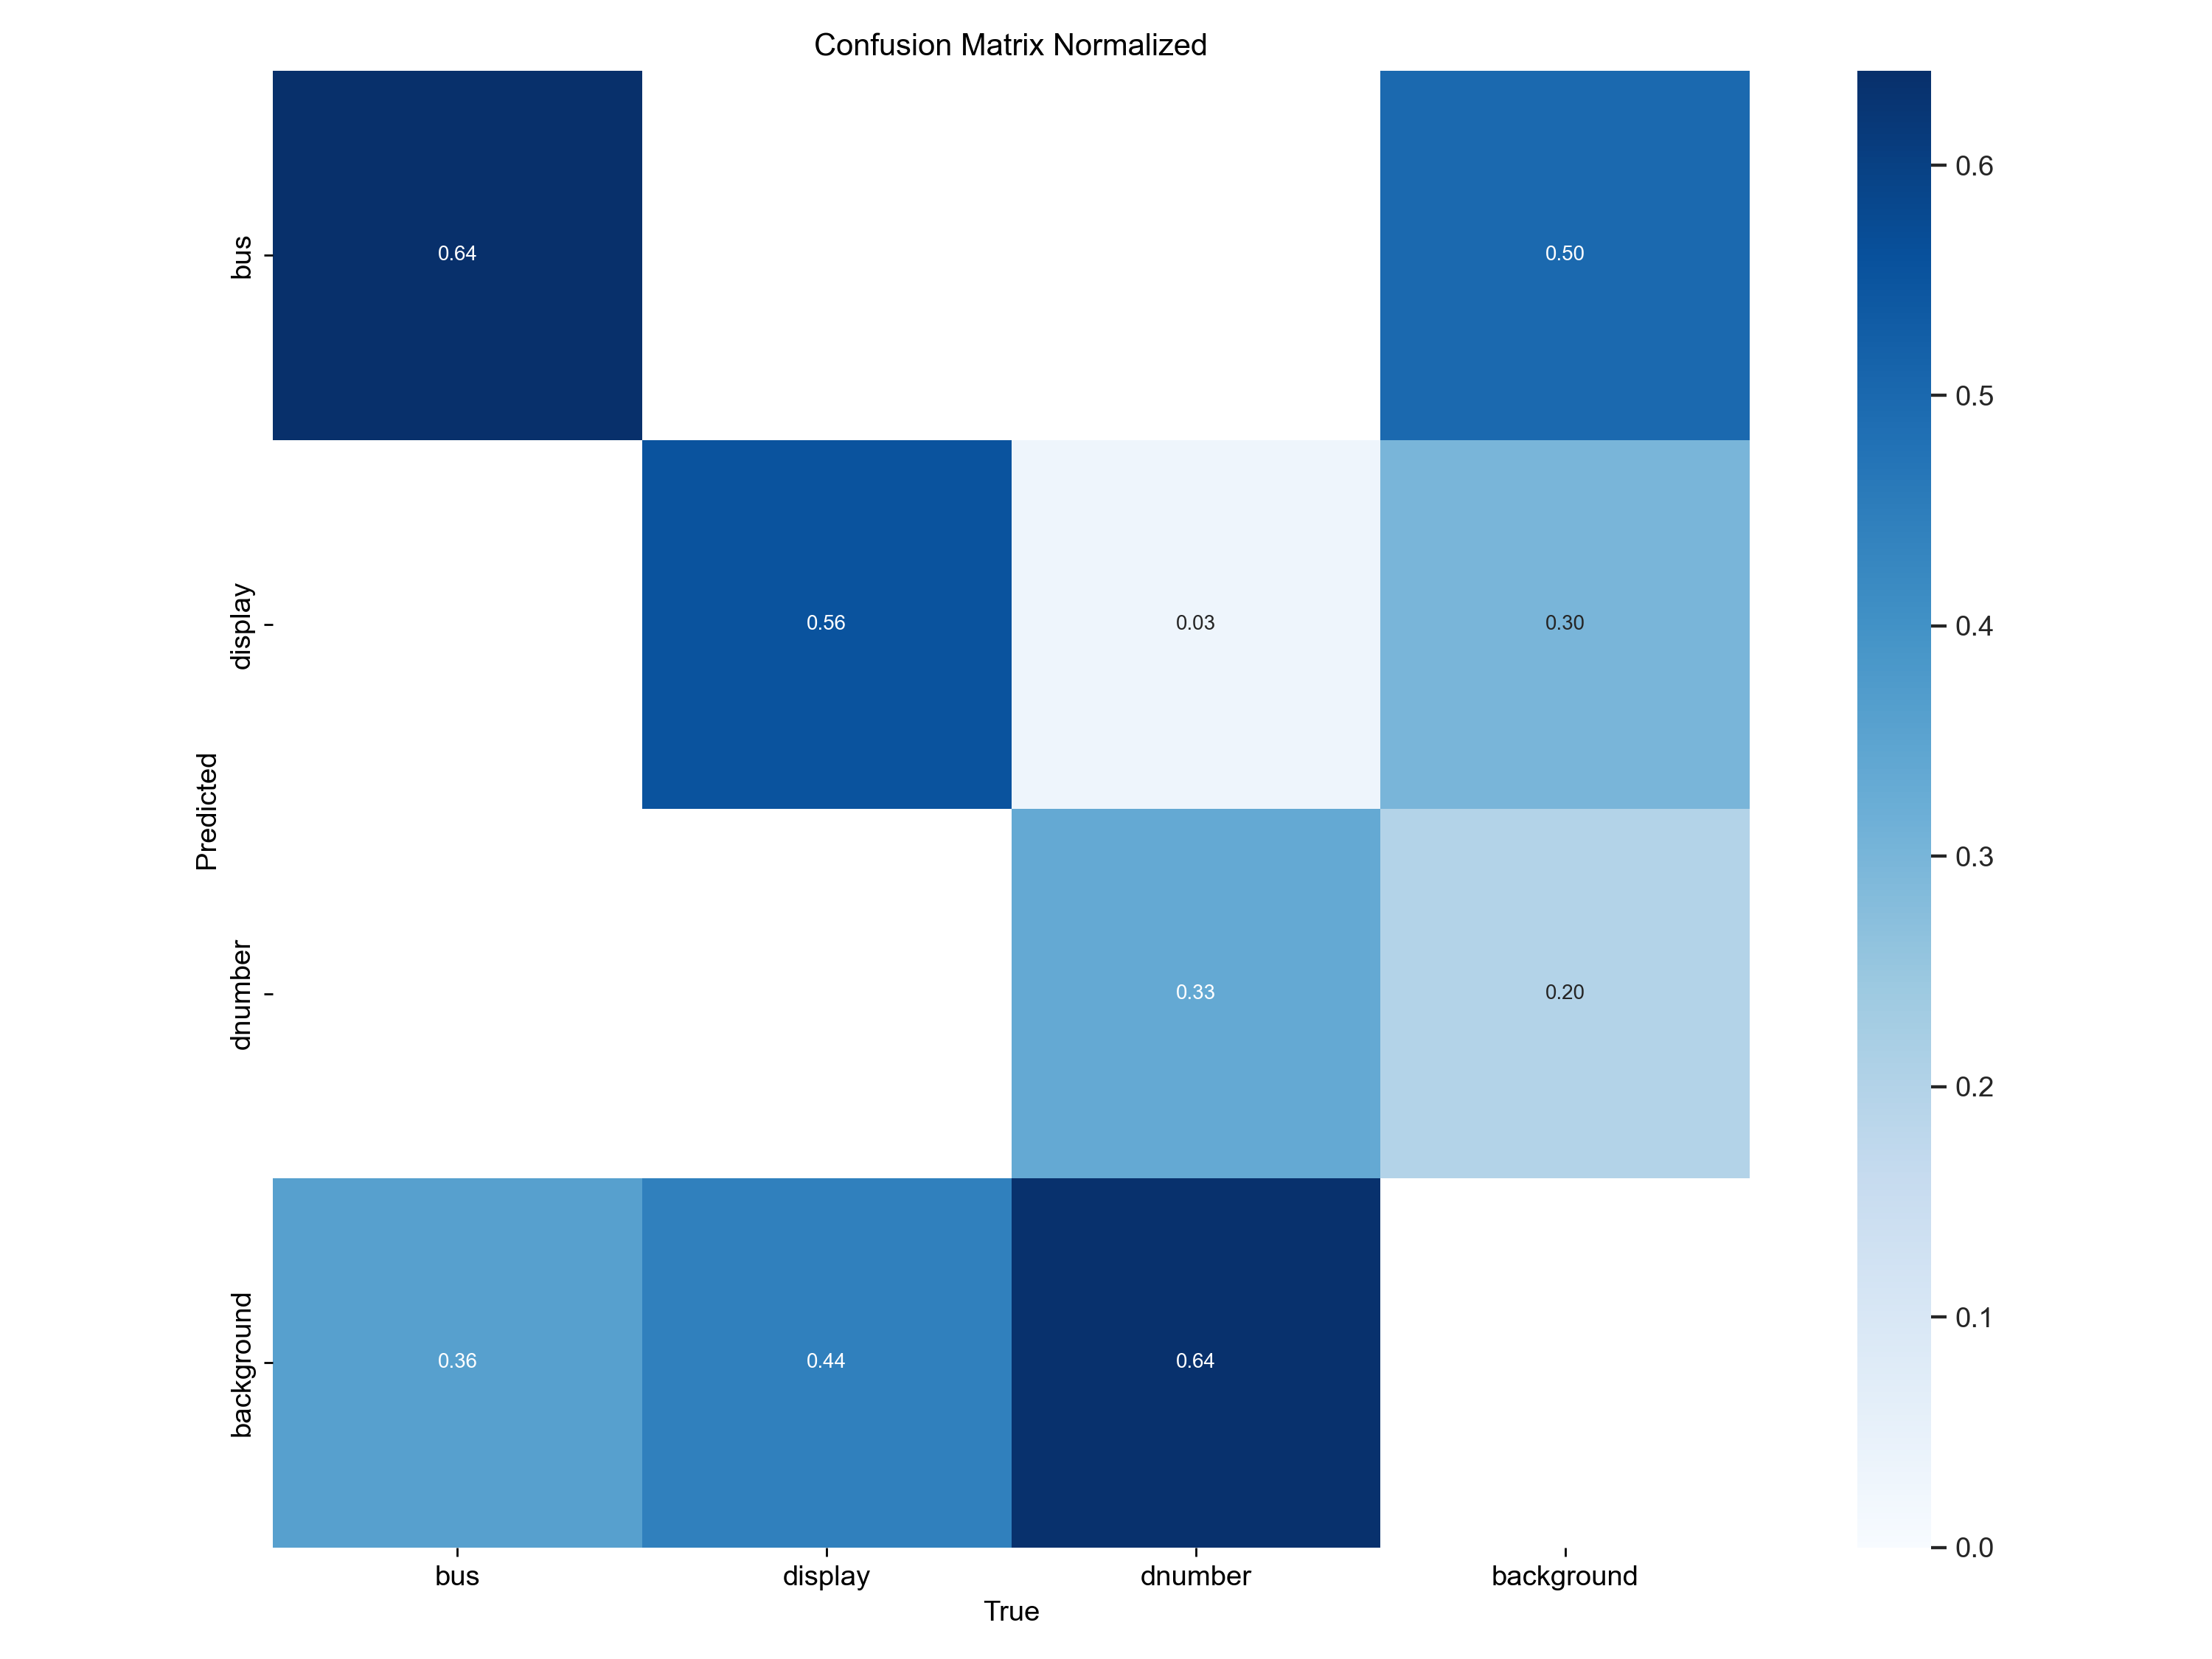 Confusion Matrix Normalized
bus
0.64
0.50
display
0.56
0.03
0.30
dnumber
0.33
0.20
background
0.36
0.44
0.64
Predicted
bus
display
dnumber
background
True
0.6
0.5
0.4
0.3
0.2
0.1
0.0